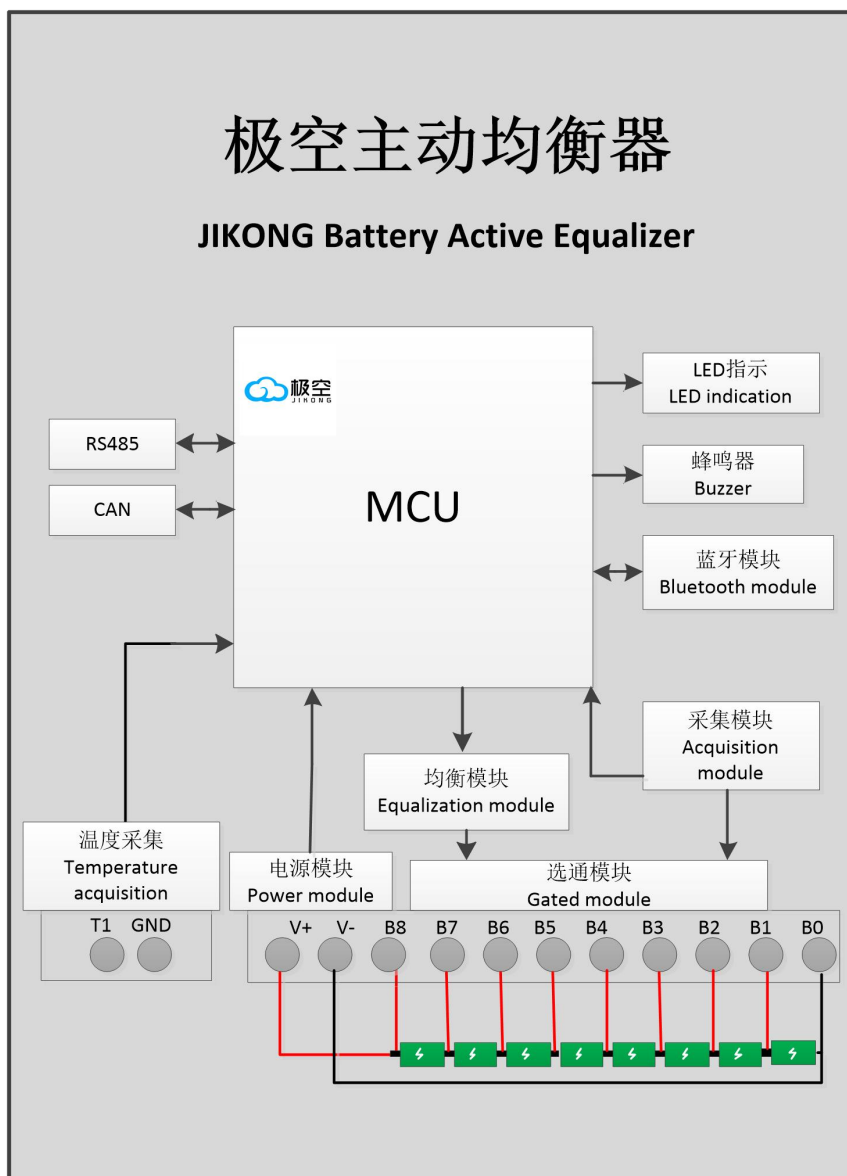 极空主动均衡器
JIKONG Battery Active Equalizer
极空
JIKONG
MCU
RS485
CAN
LED指示
LED indication
蜂鸣器
Buzzer
蓝牙模块
Bluetooth module
采集模块
Acquisition
module
均衡模块
Equalization module
温度采集
Temperature
acquisition
电源模块
Power module
选通模块
Gated module
T1 GND
V+ V- B8 B7 B6 B5 B4 B3 B2 B1 B0